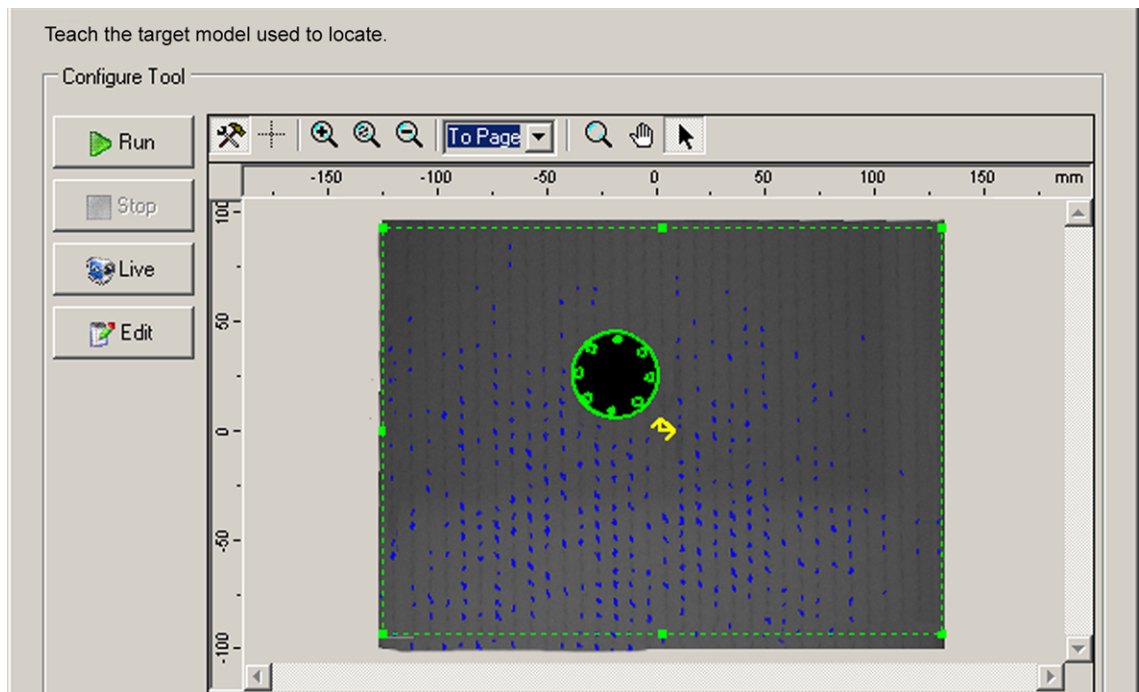 Teach the target model used to locate.
Configure Tool
Run
To Page
-150 -100 -50 0 50 100 150 mm
Stop
100
Live
50
Edit
0
-50
-100